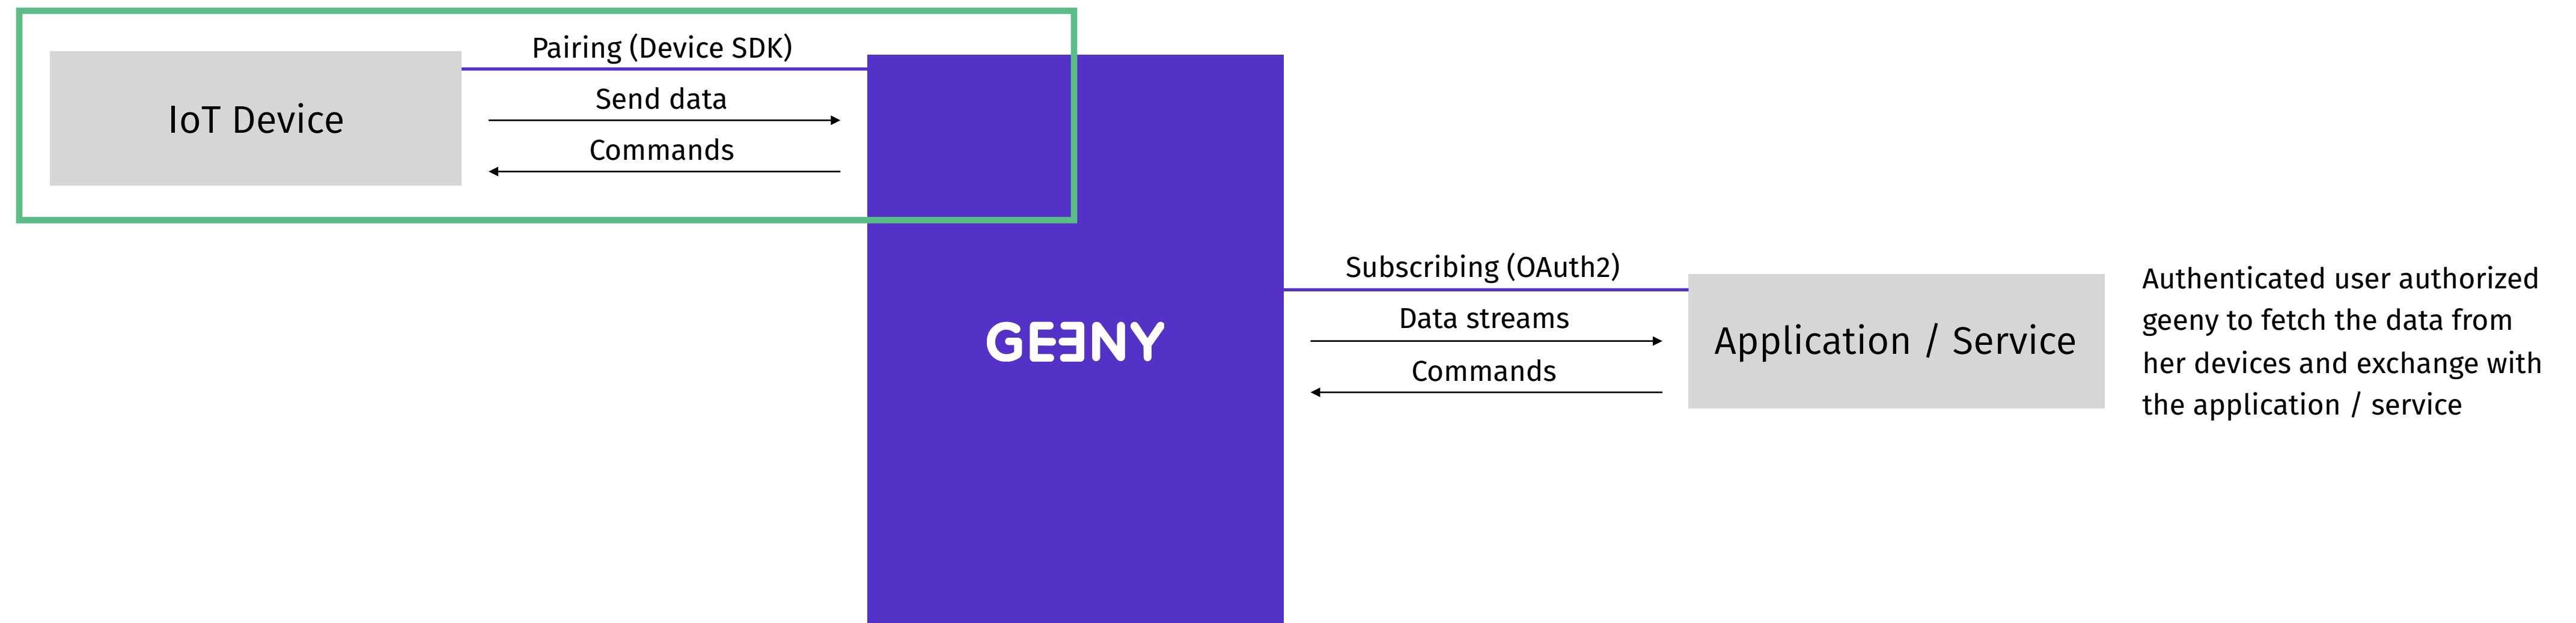 Pairing (Device SDK)
Send data
IoT Device
Commands
Subscribing (OAuth2)
Data streams
GEENY
Application / Service
Commands
Authenticated user authorized
geeny to fetch the data from
her devices and exchange with
the application / service